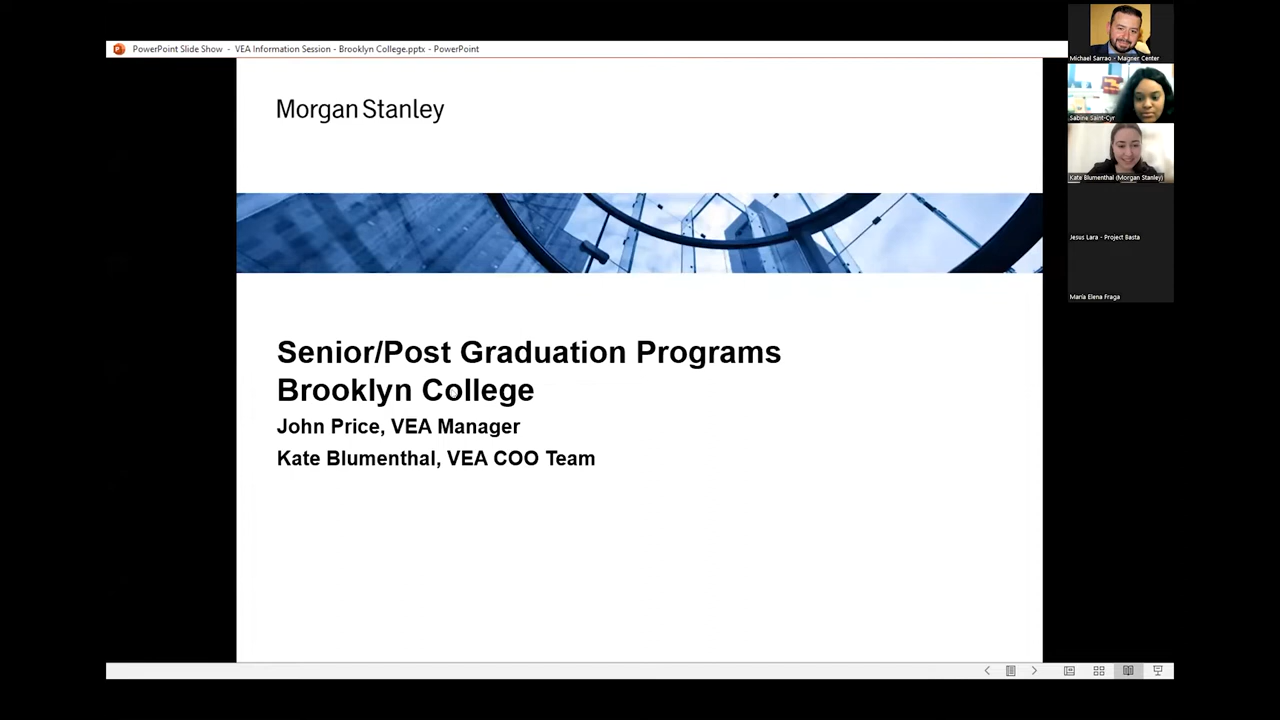 PowerPoint Slide Show - VEA Information Session - Brooklyn College.pptx - PowerPoint
Morgan Stanley
Senior/Post Graduation Programs
Brooklyn College
John Price, VEA Manager
Kate Blumenthal, VEA COO Team
Michael Sarrao - Magner Center
Sabine Saint-Cyr
Kate Blumenthal (Morgan Stanley)
Jesus Lara - Project Basta
María Elena Fraga